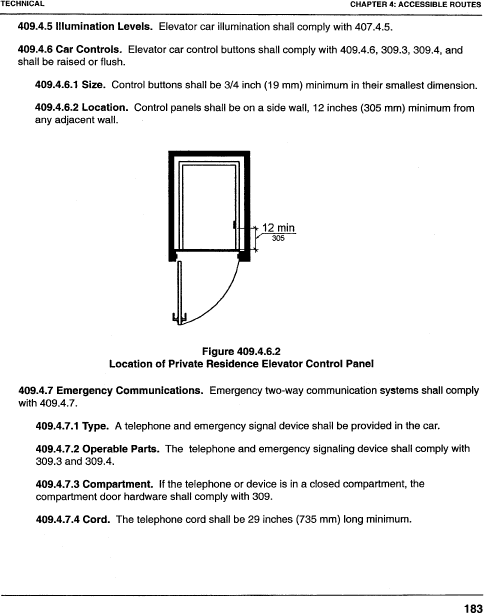 TECHNICAL CHAPTER 4: ACCESSIBLE ROUTES
409.4.5 Illumination Levels. Elevator car illumination shall comply with 407.4.5.
409.4.6 Car Controls. Elevator car control buttons shall comply with 409.4.6, 309.3, 309.4, and
shall be raised or flush.
409.4.6.1 Size. Control buttons shall be 3/4 inch (19 mm) minimum in their smallest dimension.
409.4.6.2 Location. Control panels shall be on a side wall, 12 inches (305 mm) minimum from
any adjacent wall.
12 min
305
Figure 409.4.6.2
Location of Private Residence Elevator Control Panel
409.4.7 Emergency Communications. Emergency two-way communication systems shall comply
with 409.4.7.
409.4.7.1 Type. A telephone and emergency signal device shall be provided in the car.
409.4.7.2 Operable Parts. The telephone and emergency signaling device shall comply with
309.3 and 309.4.
409.4.7.3 Compartment. If the telephone or device is in a closed compartment, the
compartment door hardware shall comply with 309.
409.4.7.4 Cord. The telephone cord shall be 29 inches (735 mm) long minimum.
183